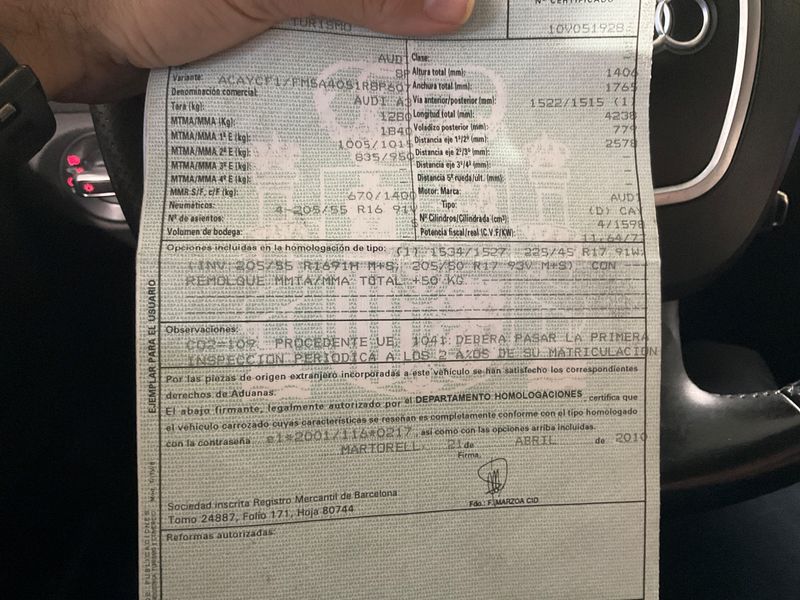 TURISMO
Nº CERTIFICADO
10V051928
AUDI
Clase:
Variante: ACAYCF1/FM5A4051R8P607
Altura total (mm): 1406
Denominación comercial: AUDI A3
Anchura total (mm): 1765
Tara (kg): 1280
Vía anterior/posterior (mm): 1522/1515 (1)
MTMA/MMA (Kg): 1840
Longitud total (mm): 4238
MTMA/MMA 1º E (kg): 1005/1015
Voladizo posterior (mm): 779
MTMA/MMA 2º E (kg): 835/950
Distancia eje 1º/2º (mm): 2578
MTMA/MMA 3º E (kg):
Distancia eje 2º/3º (mm):
MTMA/MMA 4º E (kg):
Distancia eje 3º/4º (mm):
MMR S/F, c/F (kg): 670/1400
Distancia 5ª rueda/ult. (mm):
Neumáticos: 4-205/55 R16 91V
Motor: Marca: AUDI
Nº de asientos:
Tipo: (D) CAY
Volumen de bodega:
Nº Cilindros/Cilindrada (cm³) 4/1598
Potencia fiscal/real (C.V.F/KW): 11,64/77
Opciones incluidas en la homologación de tipo: (1) 1534/1527 225/45 R17 91W
(INV 205/55 R1691H M+S, 205/50 R17 93V M+S) CON
REMOLQUE MMTA/MMA TOTAL +50 KG
Observaciones:
CO2=109 PROCEDENTE UE 1041 DEBERA PASAR LA PRIMERA
INSPECCION PERIODICA A LOS 2 A%OS DE SU MATRICULACION
Por las piezas de origen extranjero incorporadas a este vehículo se han satisfecho los correspondientes
derechos de Aduanas.
El abajo firmante, legalmente autorizado por el DEPARTAMENTO HOMOLOGACIONES , certifica que
el vehículo carrozado cuyas características se reseñan es completamente conforme con el tipo homologado
con la contraseña e1*2001/116*0217, así como con las opciones arriba incluidas.
MARTORELL 21 de ABRIL de 2010
Firma,
Fdo.: F. MARZOA CID
Sociedad inscrita Registro Mercantil de Barcelona
Tomo 24887, Folio 171, Hoja 80744
Reformas autorizadas:
EJEMPLAR PARA EL USUARIO